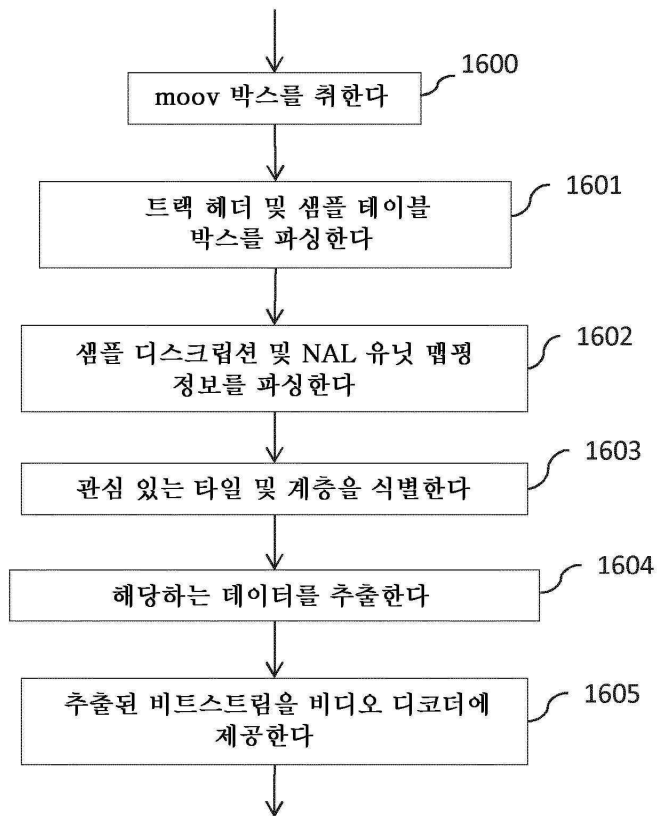 1600
moov 박스를 취한다
1601
트랙 헤더 및 샘플 테이블
박스를 파싱한다
1602
샘플 디스크립션 및 NAL 유닛 맵핑
정보를 파싱한다
1603
관심 있는 타일 및 계층을 식별한다
1604
해당하는 데이터를 추출한다
1605
추출된 비트스트림을 비디오 디코더에
제공한다